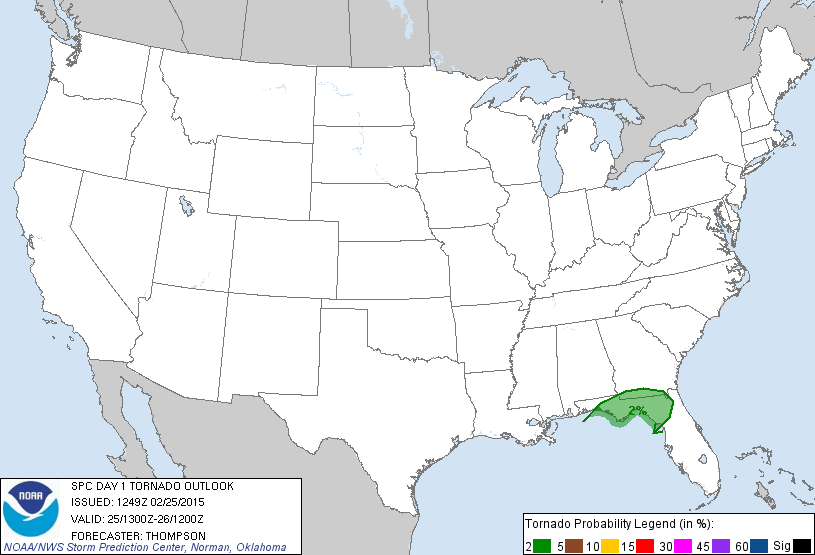 2%
SPC DAY 1 TORNADO OUTLOOK
ISSUED: 1249Z 02/25/2015
VALID: 25/1300Z-26/1200Z
FORECASTER: THOMPSON
NOAA/NWS Storm Prediction Center, Norman, Oklahoma
NOAA
Tornado Probability Legend (in %):
2 5 10 15 30 45 60 Sig